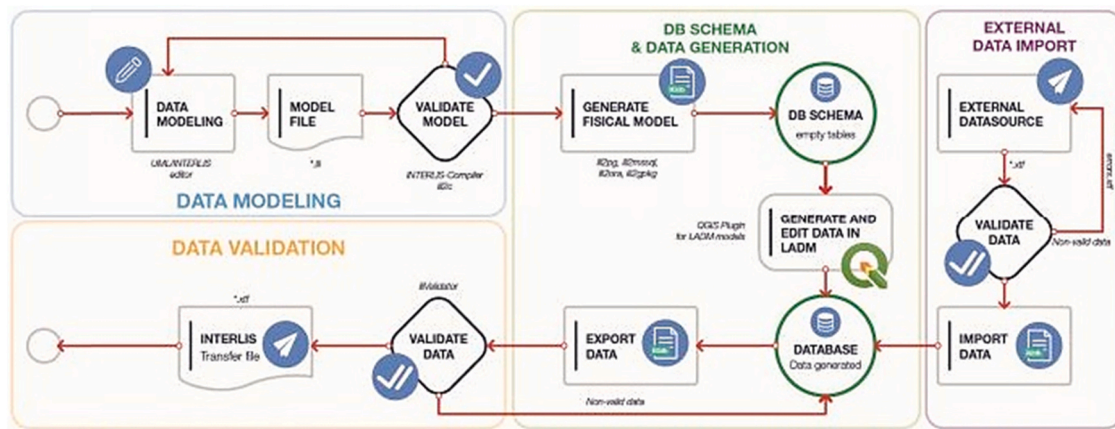 DATA
MODELING
UML/INTERLIS
editor
MODEL
FILE
*.ili
VALIDATE
MODEL
INTERLIS-Compiler
ili2c
DATA MODELING
DB SCHEMA
& DATA GENERATION
GENERATE
FISICAL MODEL
ili2pg, ili2mssql,
ili2ora, ili2gpkg
DB SCHEMA
empty tables
QGIS Plugin
for LADM models
GENERATE AND
EDIT DATA IN
LADM
DATABASE
Data generated
EXPORT
DATA
Non-valid data
EXTERNAL
DATA IMPORT
EXTERNAL
DATASOURCE
*.xtf
errors.xtf
VALIDATE
DATA
Non-valid data
IMPORT
DATA
DATA VALIDATION
iliValidator
VALIDATE
DATA
*.xtf
INTERLIS
Transfer file